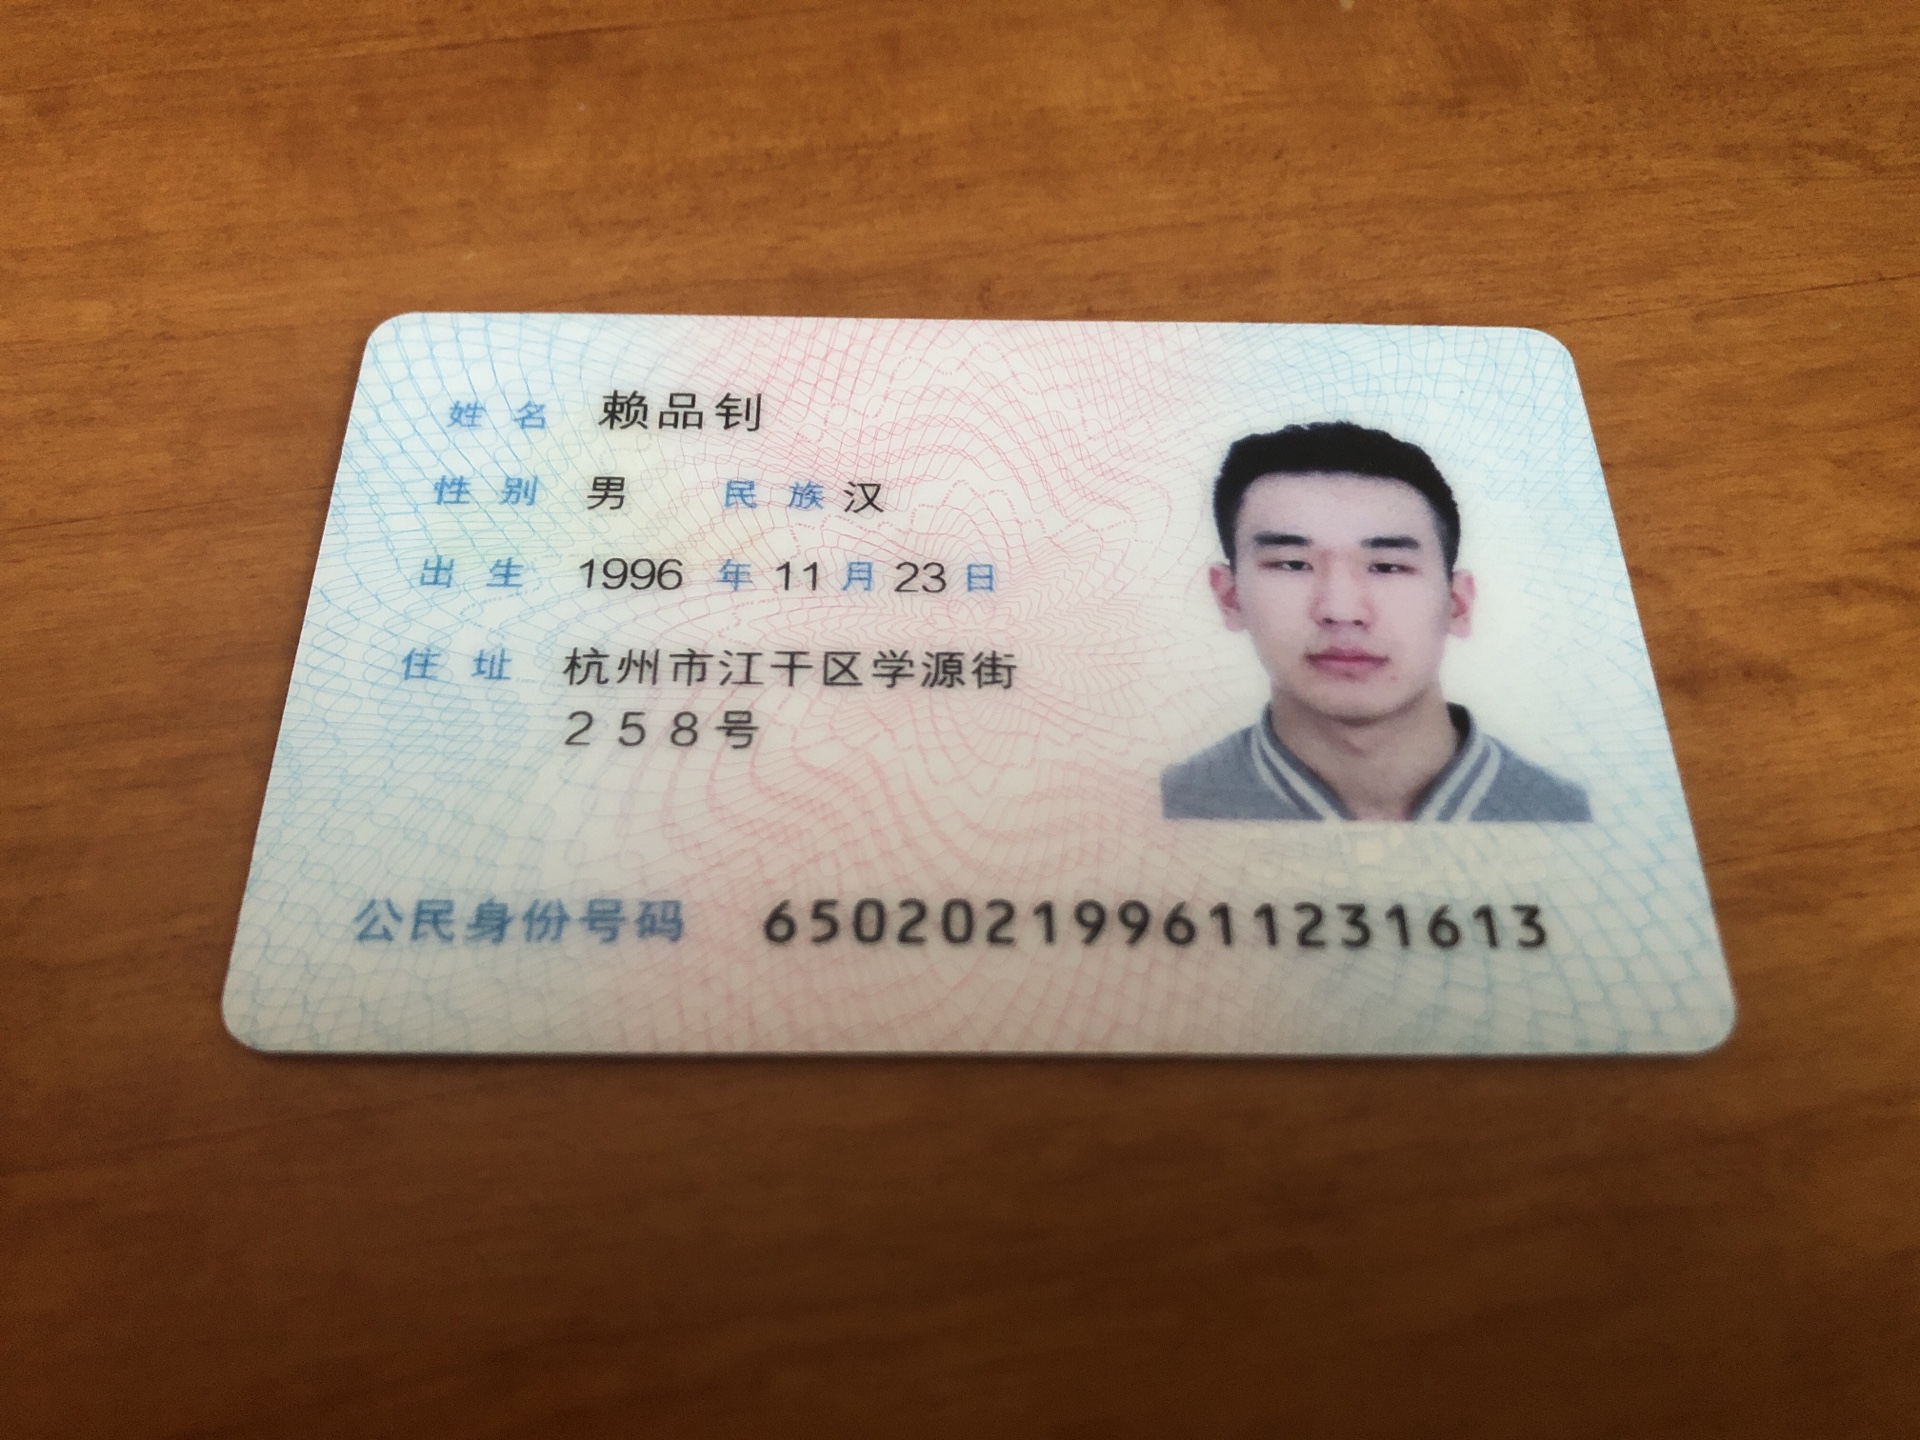 姓名 赖品钊
性别 男 民族 汉
出生 1996 年 11 月 23 日
住址 杭州市江干区学源街
258号
公民身份号码 650202199611231613